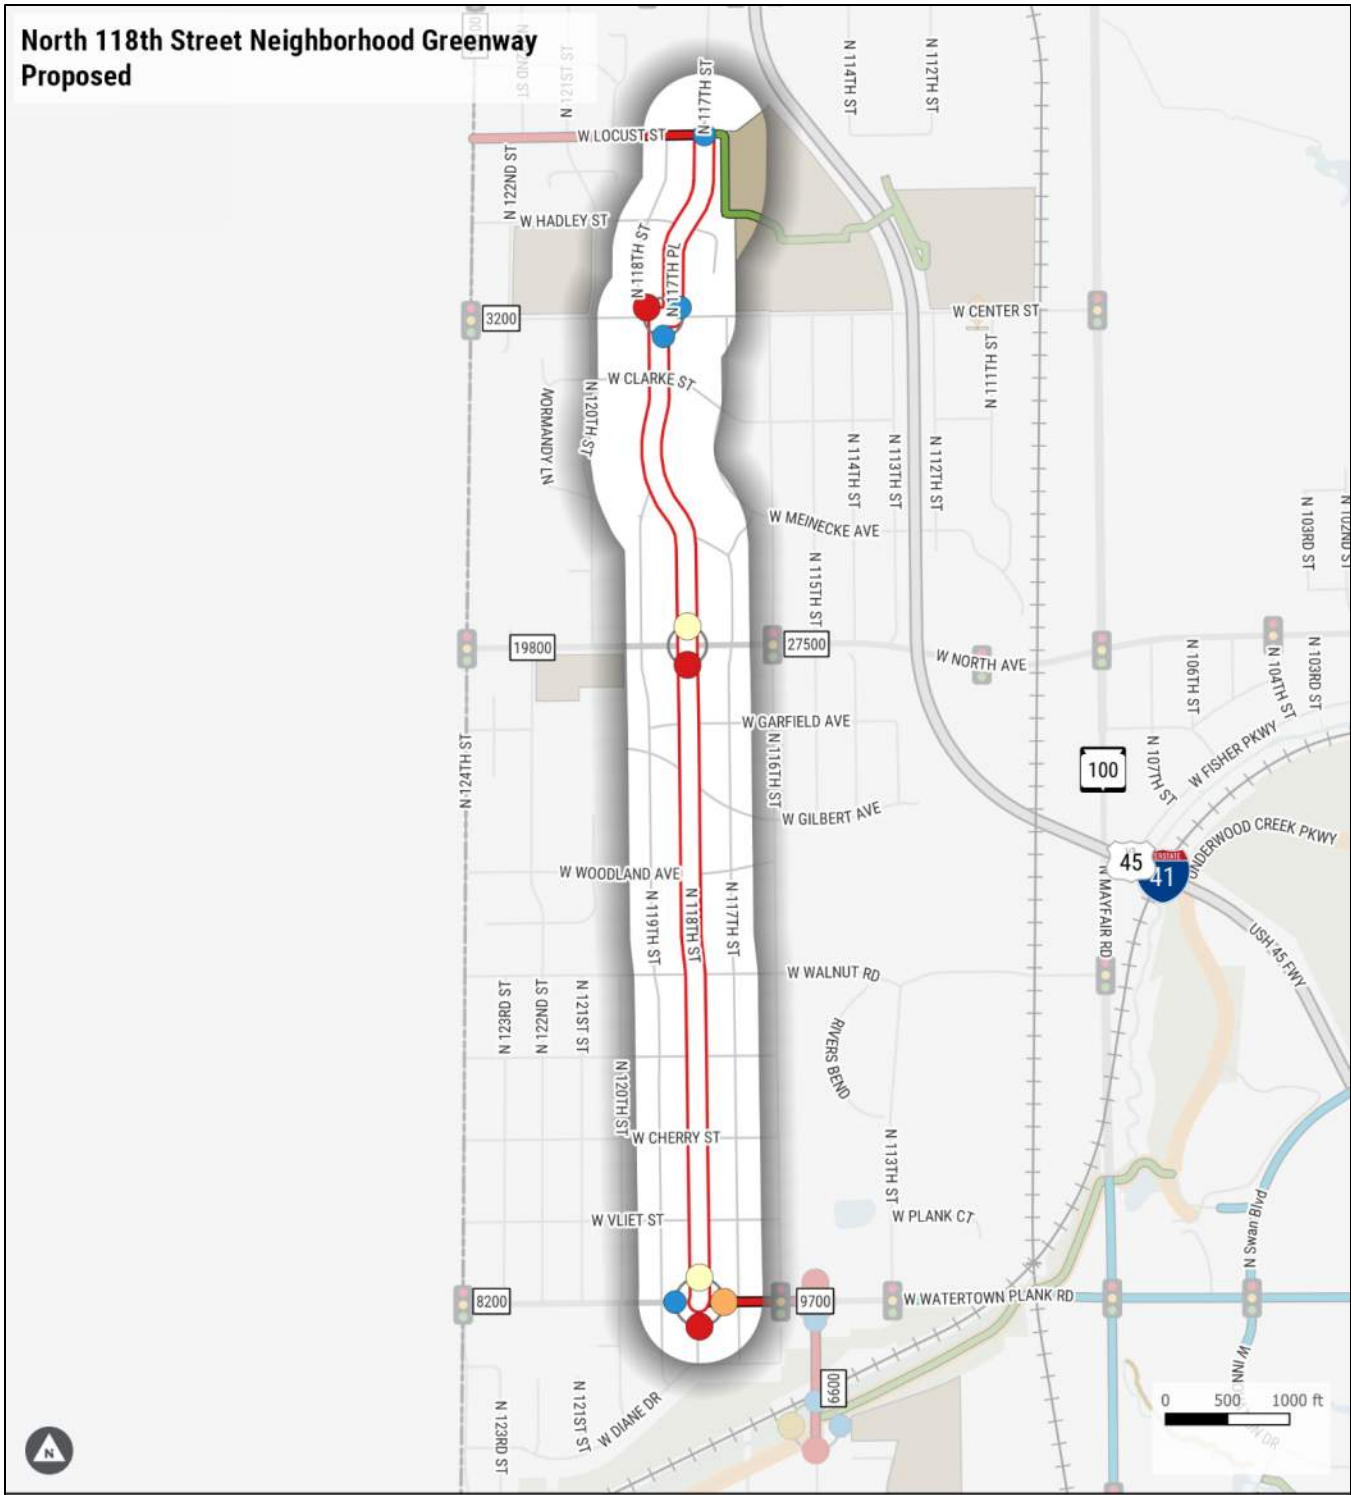 North 118th Street Neighborhood Greenway
Proposed
N 121ST ST
N 117TH ST
N 114TH ST
N 112TH ST
W LOCUST ST
N 122ND ST
W HADLEY ST
N 118TH ST
N 117TH PL
3200
W CENTER ST
N 111TH ST
W CLARKE ST
NORMANDY LN
N 120TH ST
N 114TH ST
N 113TH ST
N 112TH ST
W MEINECKE AVE
N 103RD ST
N 102ND ST
N 115TH ST
19800
27500
W NORTH AVE
N 106TH ST
N 104TH ST
N 103RD ST
W GARFIELD AVE
N 124TH ST
N 116TH ST
100
N 107TH ST
W FISHER PKWY
W GILBERT AVE
UNDERWOOD CREEK PKWY
45
41
W WOODLAND AVE
N 119TH ST
N 118TH ST
N 117TH ST
N MAYFAIR RD
USH 45 FWY
W WALNUT RD
N 123RD ST
N 122ND ST
N 121ST ST
RIVERS BEND
N 120TH ST
W CHERRY ST
N 113TH ST
W VLIET ST
W PLANK CT
N Swan Blvd
8200
9700
W WATERTOWN PLANK RD
6600
N 123RD ST
N 121ST ST
W DIANE DR
0 500 1000 ft
DR
N